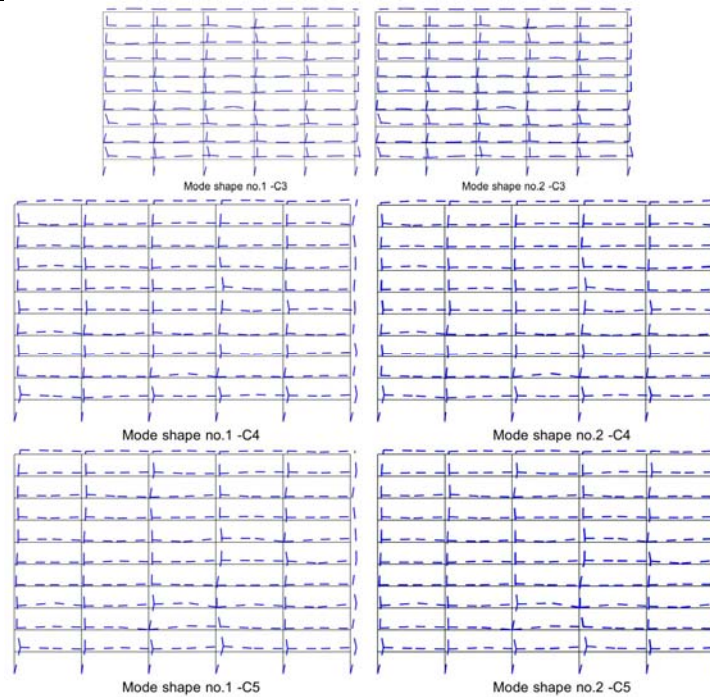 Mode shape no.1 -C3
Mode shape no.2 -C3
Mode shape no.1 -C4
Mode shape no.2 -C4
Mode shape no.1 -C5
Mode shape no.2 -C5